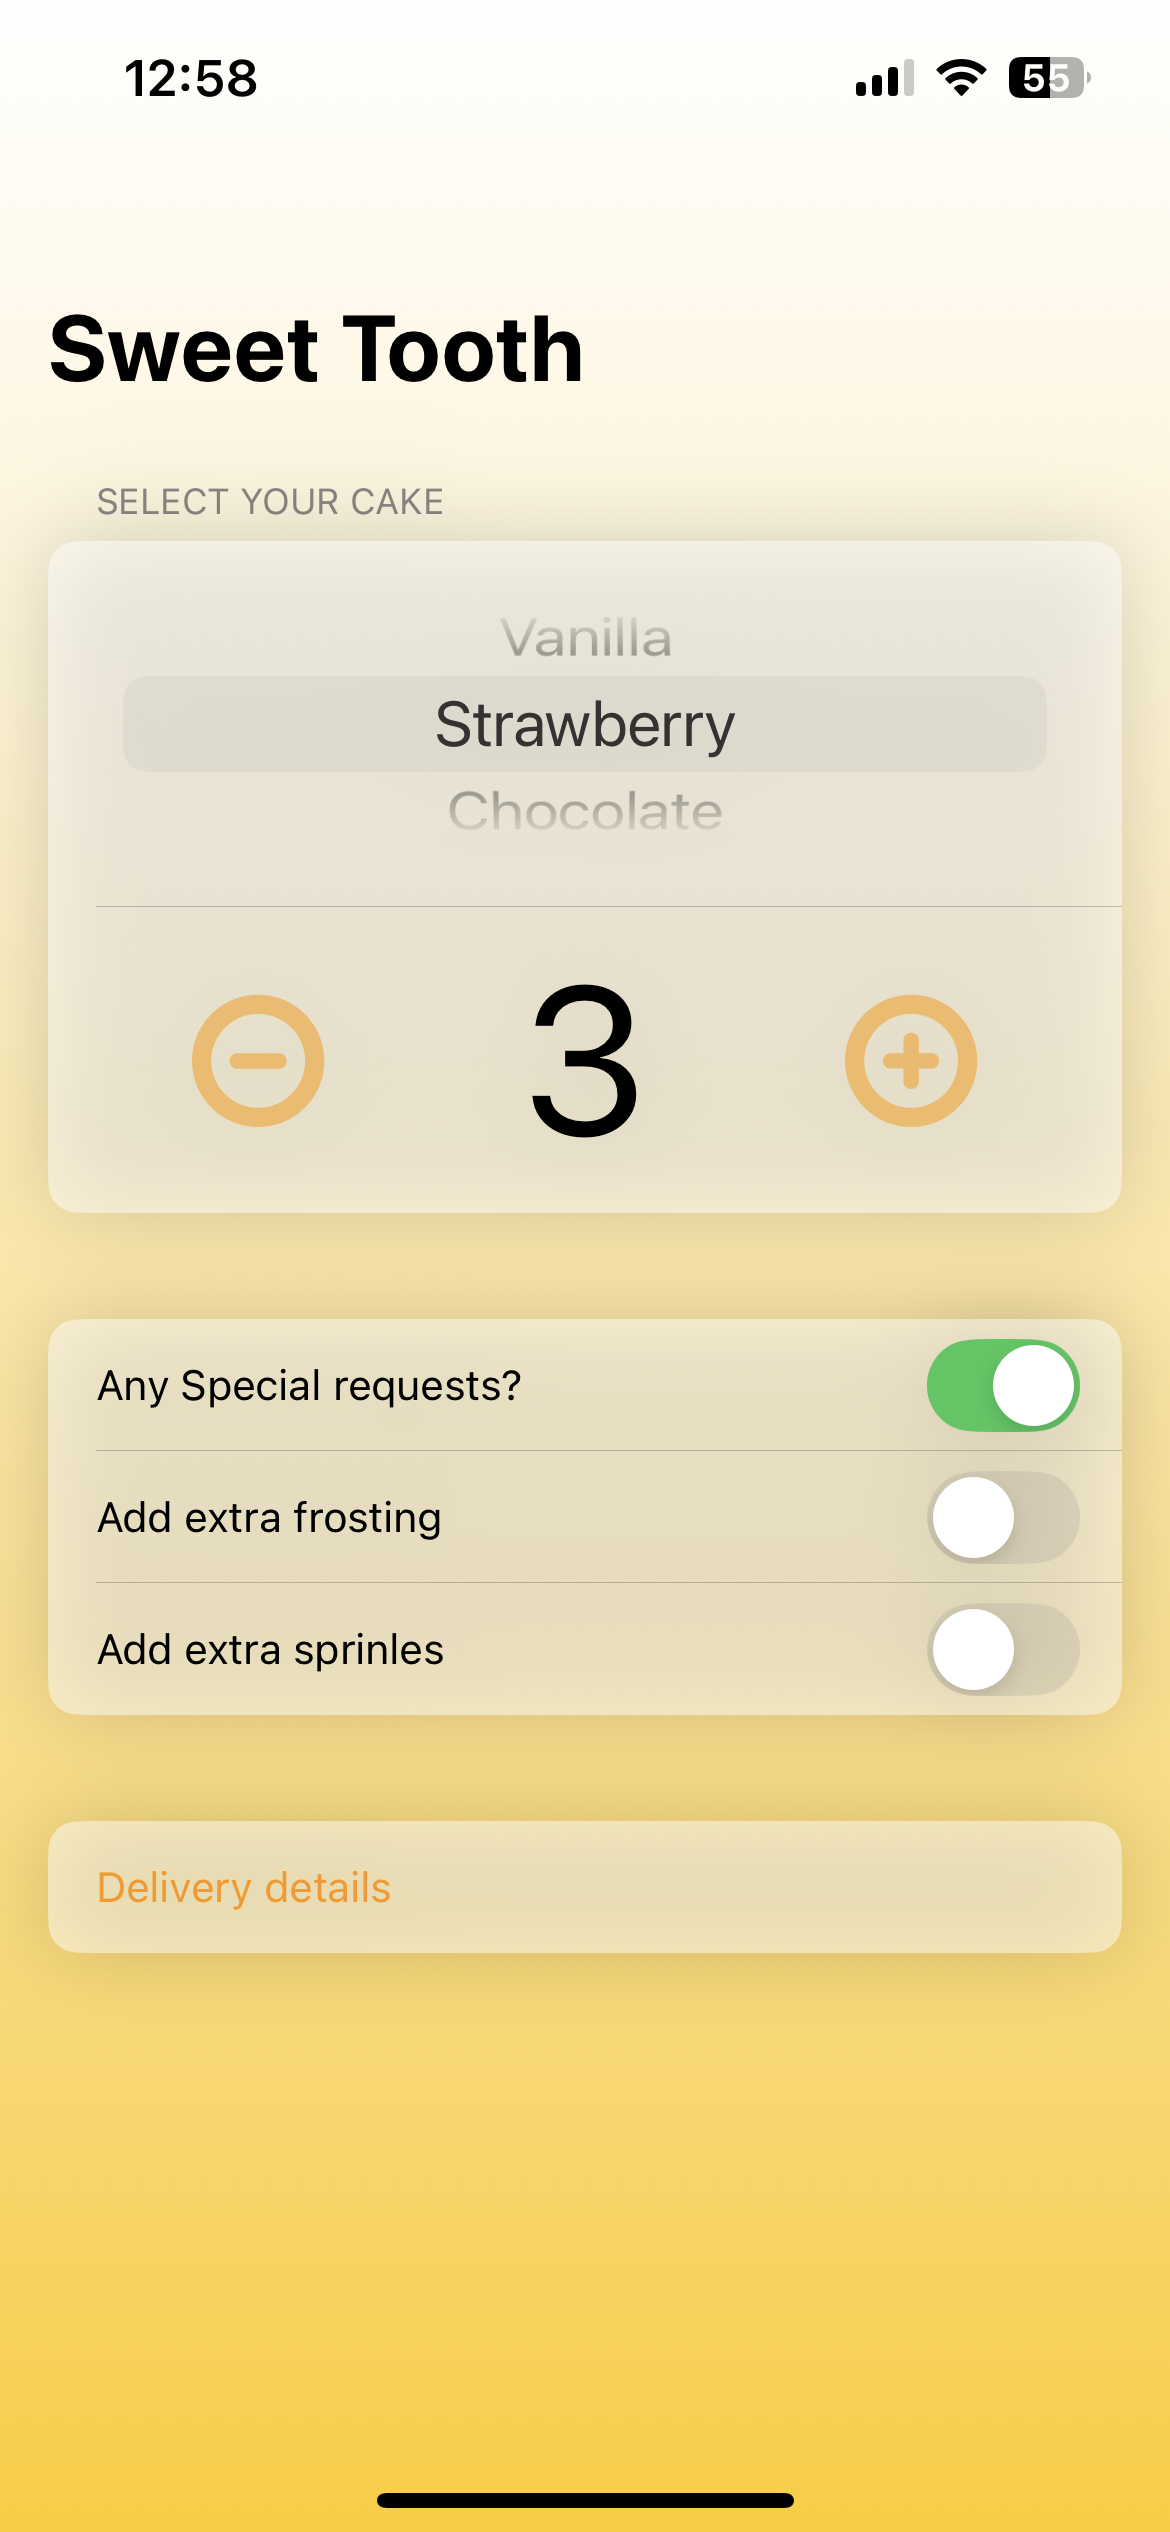 12:58
55
Sweet Tooth
SELECT YOUR CAKE
Vanilla
Strawberry
Chocolate
3
Any Special requests?
Add extra frosting
Add extra sprinles
Delivery details